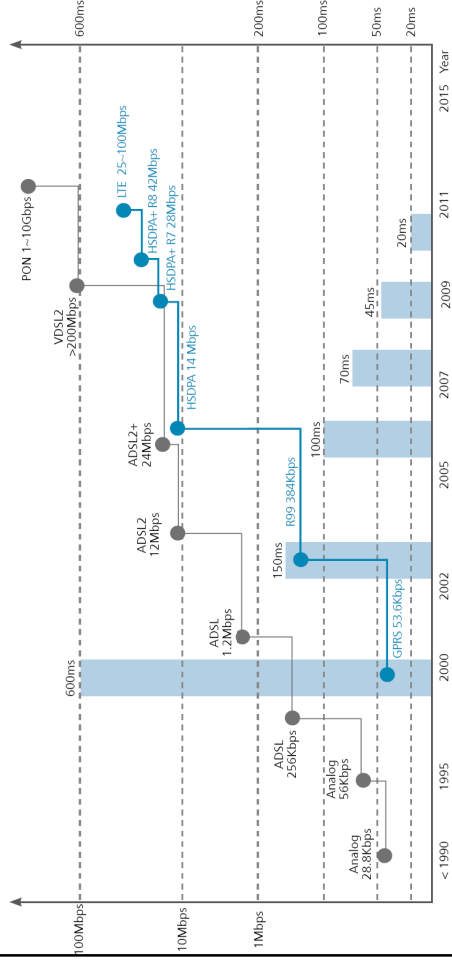 100Mbps
10Mbps
1Mbps
600ms
200ms
100ms
50ms
20ms
Analog
28.8Kbps
Analog
56Kbps
ADSL
256Kbps
ADSL
1.2Mbps
ADSL2
12Mbps
ADSL2+
24Mbps
VDSL2
>200Mbps
PON 1~10Gbps
GPRS 53.6Kbps
R99 384Kbps
HSDPA 14 Mbps
HSDPA+ R7 28Mbps
HSDPA+ R8 42Mbps
LTE 25~100Mbps
600ms
150ms
100ms
70ms
45ms
20ms
<1990
1995
2000
2002
2005
2007
2009
2011
2015
Year